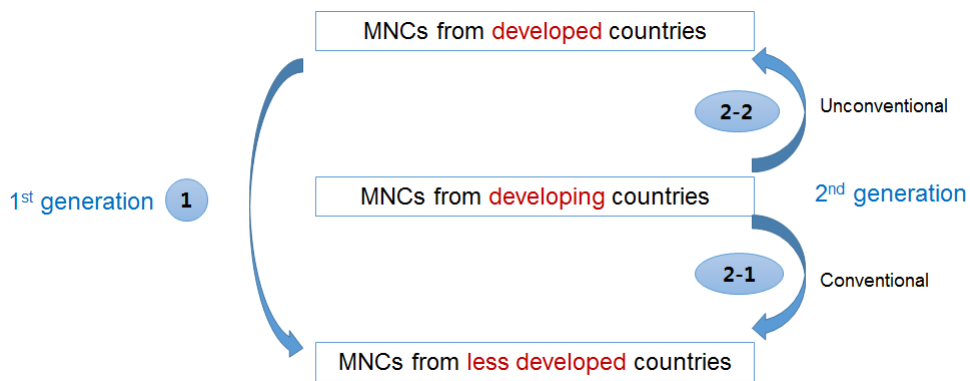 MNCs from developed countries
2-2
Unconventional
1st generation
1
MNCs from developing countries
2nd generation
2-1
Conventional
MNCs from less developed countries